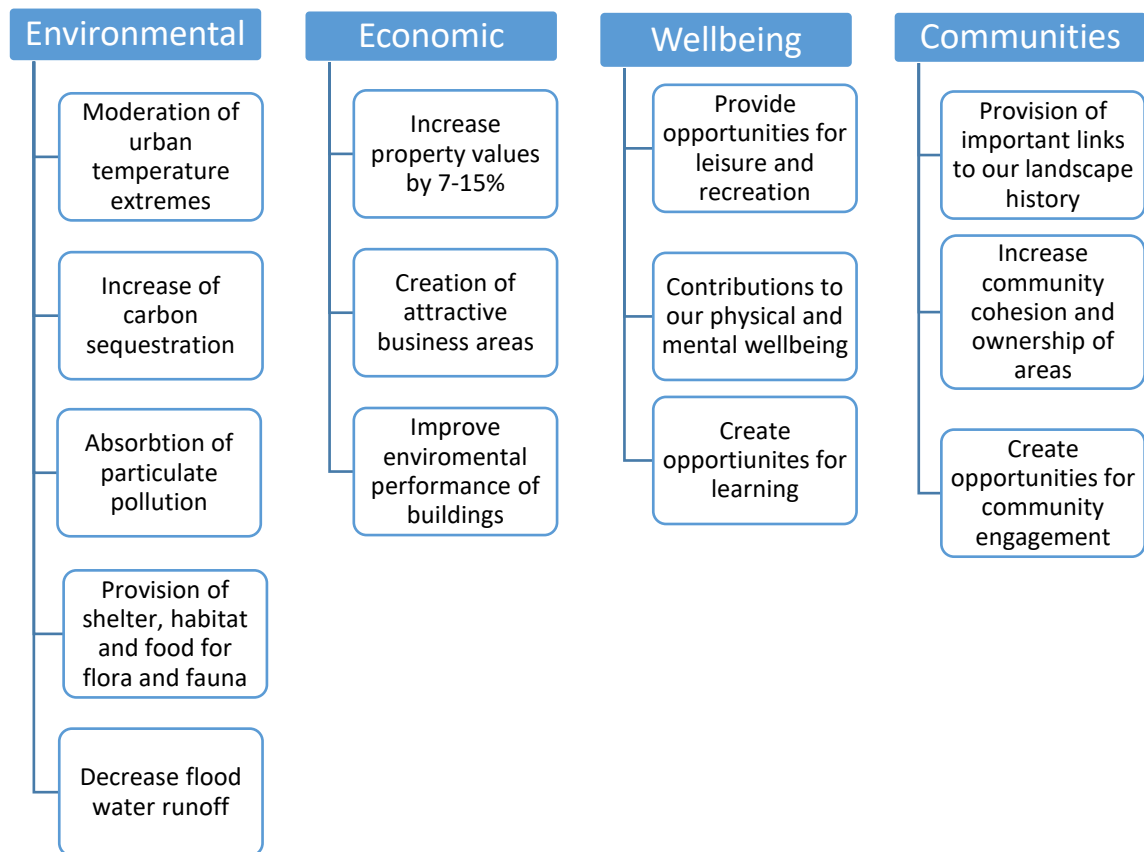 Environmental
Moderation of
urban
temperature
extremes
Increase of
carbon
sequestration
Absorbtion of
particulate
pollution
Provision of
shelter, habitat
and food for
flora and fauna
Decrease flood
water runoff
Economic
Increase
property values
by 7-15%
Creation of
attractive
business areas
Improve
enviromental
performance of
buildings
Wellbeing
Provide
opportunities for
leisure and
recreation
Contributions to
our physical and
mental wellbeing
Create
opportiunites for
learning
Communities
Provision of
important links
to our landscape
history
Increase
community
cohesion and
ownership of
areas
Create
opportunities for
community
engagement